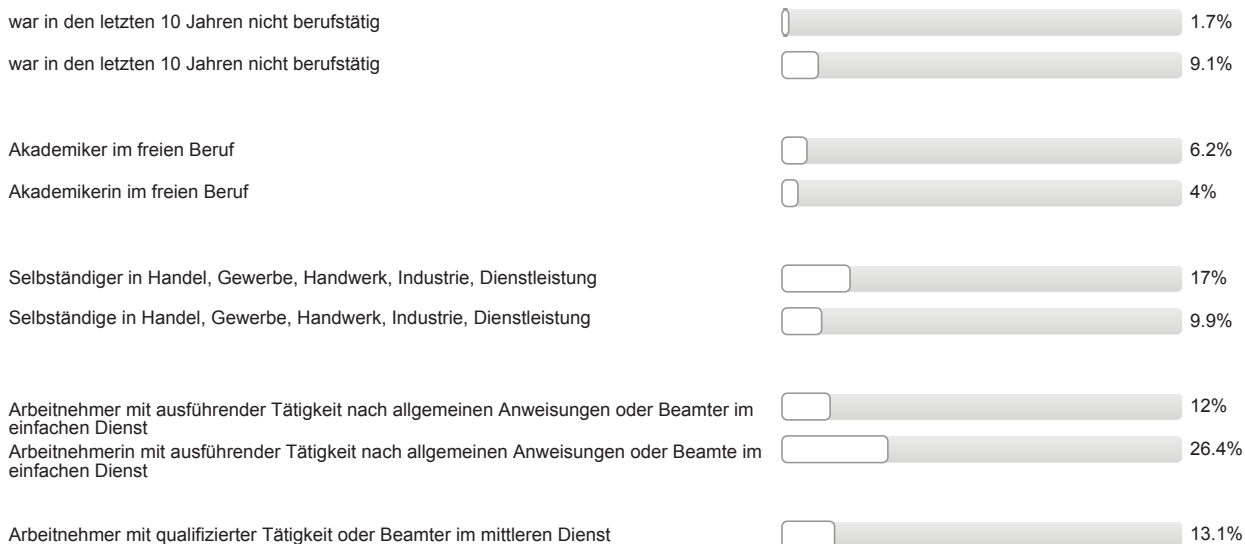 war in den letzten 10 Jahren nicht berufstätig 1.7%
war in den letzten 10 Jahren nicht berufstätig 9.1%
Akademiker im freien Beruf 6.2%
Akademikerin im freien Beruf 4%
Selbständiger in Handel, Gewerbe, Handwerk, Industrie, Dienstleistung 17%
Selbständige in Handel, Gewerbe, Handwerk, Industrie, Dienstleistung 9.9%
Arbeitnehmer mit ausführender Tätigkeit nach allgemeinen Anweisungen oder Beamter im 12%
einfachen Dienst
Arbeitnehmerin mit ausführender Tätigkeit nach allgemeinen Anweisungen oder Beamte im 26.4%
einfachen Dienst
Arbeitnehmer mit qualifizierter Tätigkeit oder Beamter im mittleren Dienst 13.1%